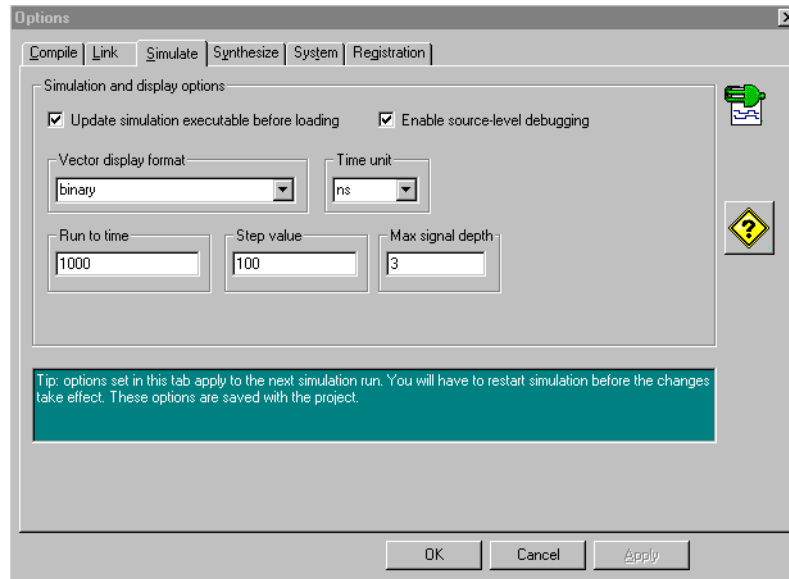 Options
Compile Link Simulate Synthesize System Registration
Simulation and display options
Update simulation executable before loading Enable source-level debugging
Vector display format Time unit
binary ns
Run to time Step value Max signal depth
1000 100 3
Tip: options set in this tab apply to the next simulation run. You will have to restart simulation before the changes
take effect. These options are saved with the project.
OK Cancel Apply